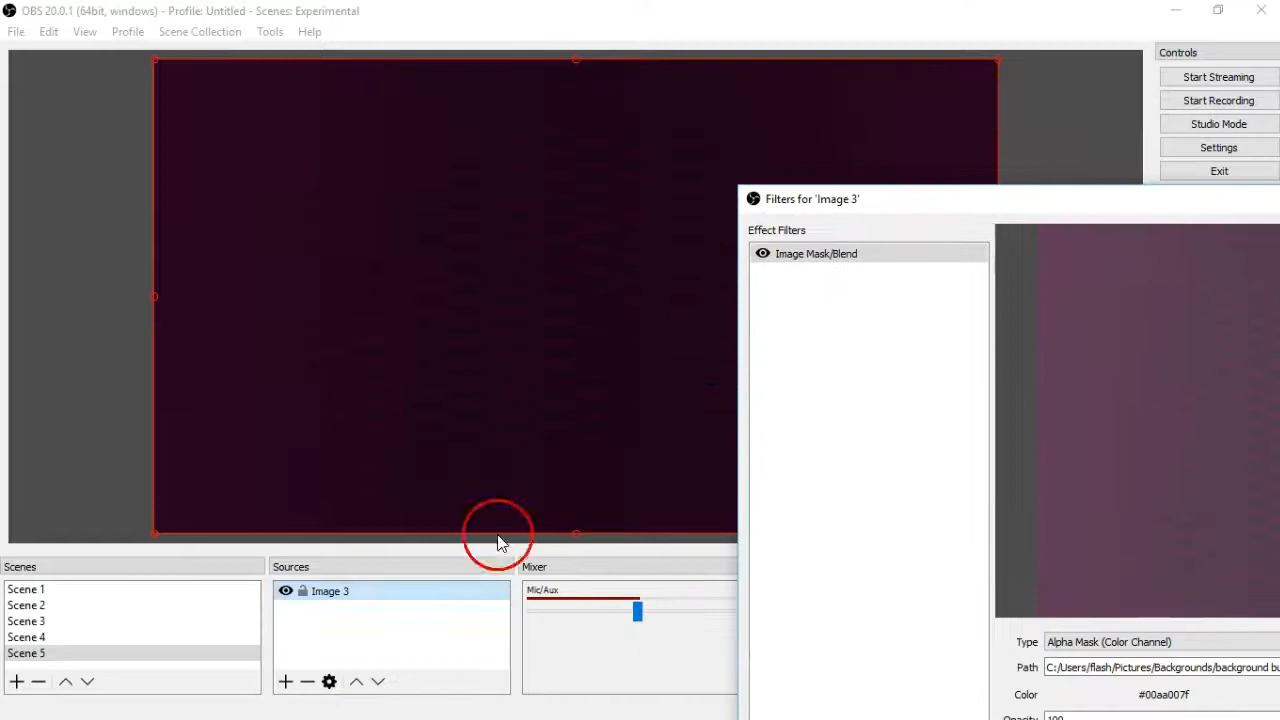 OBS 20.0.1 (64bit, windows) - Profile: Untitled - Scenes: Experimental
File Edit View Profile Scene Collection Tools Help
Controls
Start Streaming
Start Recording
Studio Mode
Settings
Exit
Filters for 'Image 3'
Effect Filters
Image Mask/Blend
Type Alpha Mask (Color Channel)
Path C:/Users/flash/Pictures/Backgrounds/background bu
Color #00aa007f
Opacity 100
Scenes
Scene 1
Scene 2
Scene 3
Scene 4
Scene 5
Sources
Image 3
Mixer
Mic/Aux